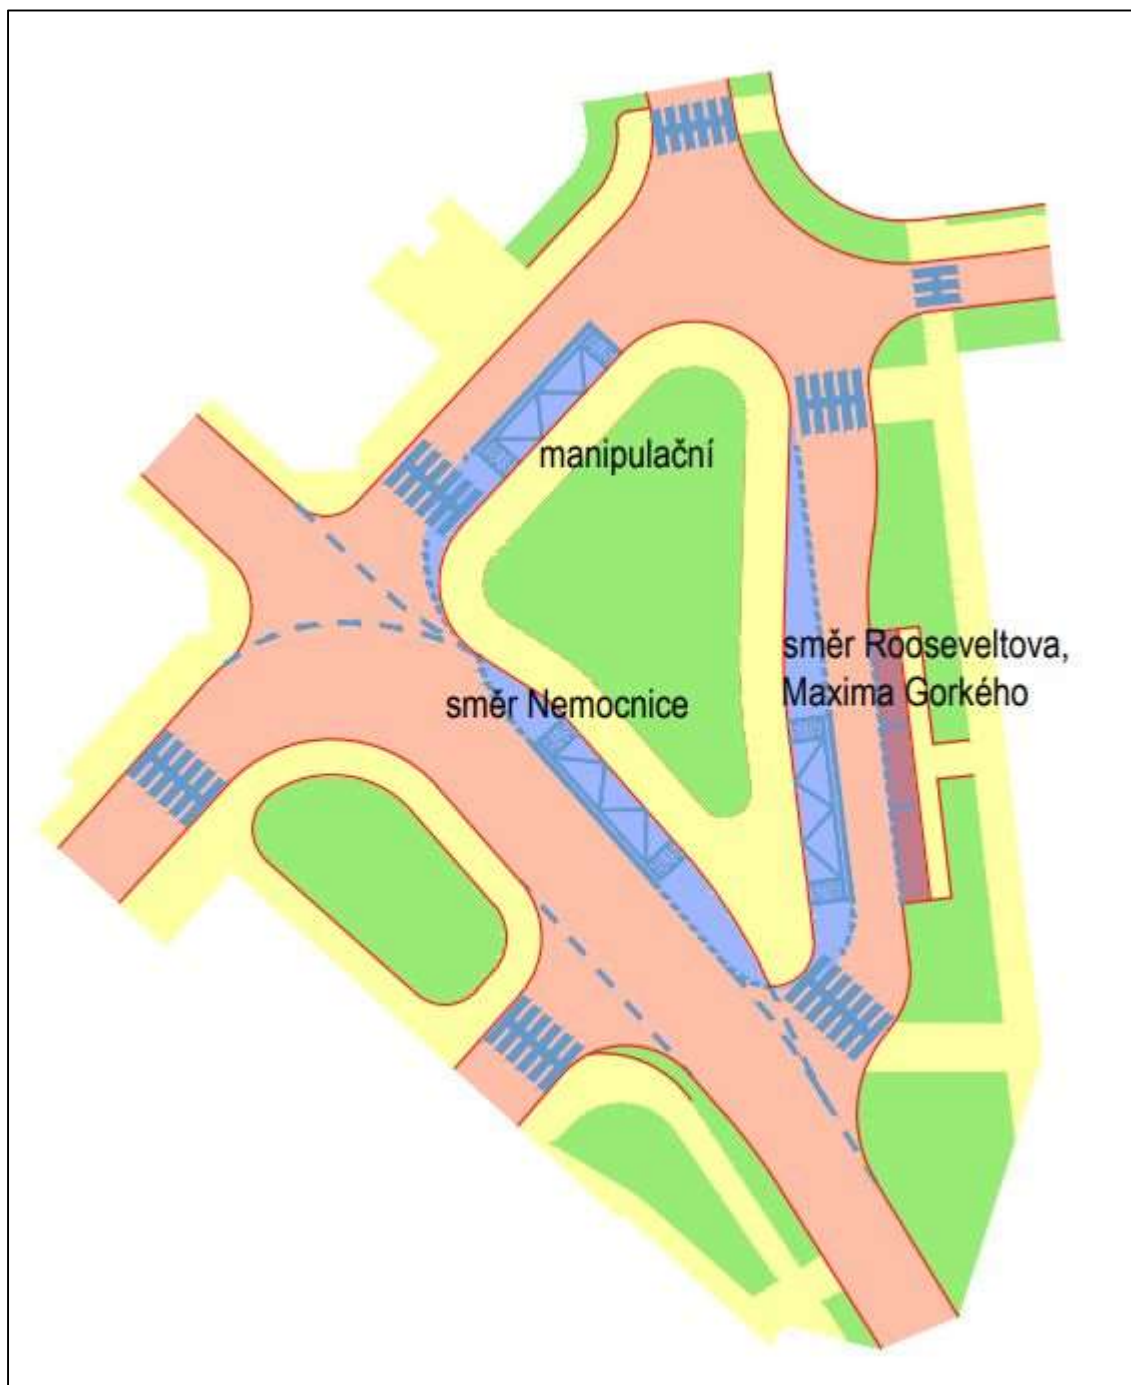 manipulační
směr Rooseveltova,
Maxima Gorkého
směr Nemocnice